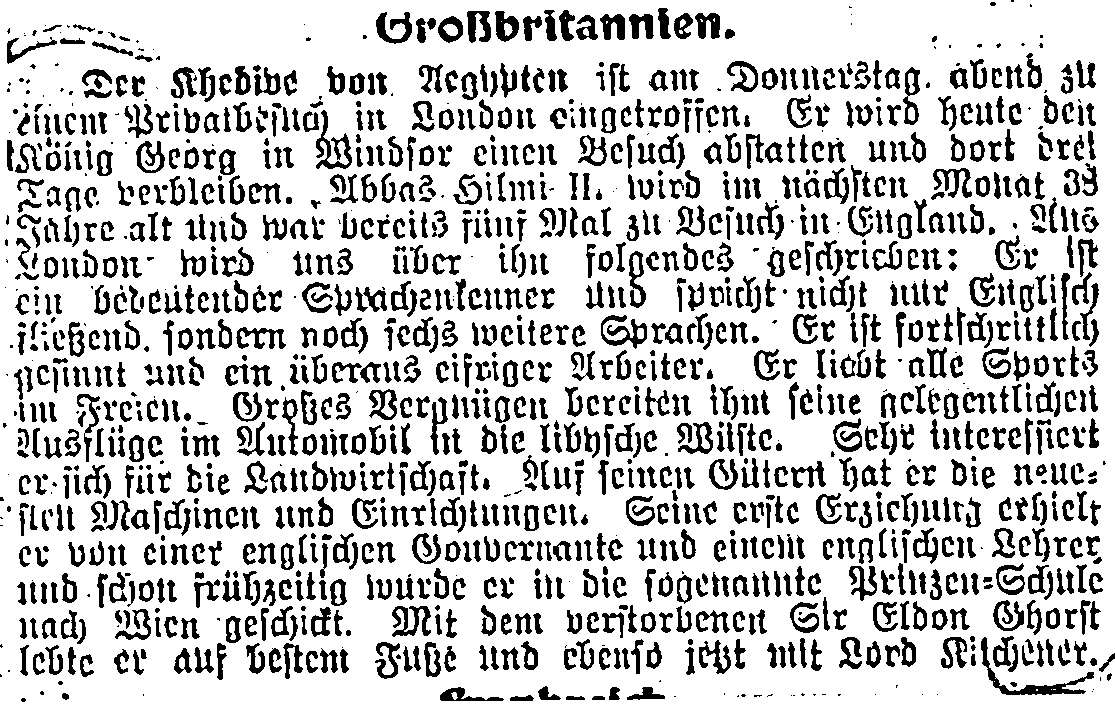 Großbritannien.
Der Khedive von Aegypten ist am Donnerstag abend zu
einem Privatbesuch in London eingetroffen. Er wird heute den
König Georg in Windsor einen Besuch abstatten und dort drei
Tage verbleiben. Abbas Hilmi II. wird im nächsten Monat 38
Jahre alt und war bereits fünf Mal zu Besuch in England. Aus
London wird uns über ihn folgendes geschrieben: Er ist
ein bedeutender Sprachenkenner und spricht nicht nur Englisch
fließend, sondern noch sechs weitere Sprachen. Er ist fortschrittlich
gesinnt und ein überaus eifriger Arbeiter. Er liebt alle Sports
im Freien. Großes Vergnügen bereiten ihm seine gelegentlichen
Ausflüge im Automobil in die libysche Wüste. Sehr interessiert
er sich für die Landwirtschaft. Auf seinen Gütern hat er die neue-
sten Maschinen und Einrichtungen. Seine erste Erziehung erhielt
er von einer englischen Gouvernante und einem englischen Lehrer
und schon frühzeitig wurde er in die sogenannte Prinzen-Schule
nach Wien geschickt. Mit dem verstorbenen Sir Eldon Ghorst
lebte er auf bestem Fuße und ebenso jetzt mit Lord Kitchener.
Frankreich